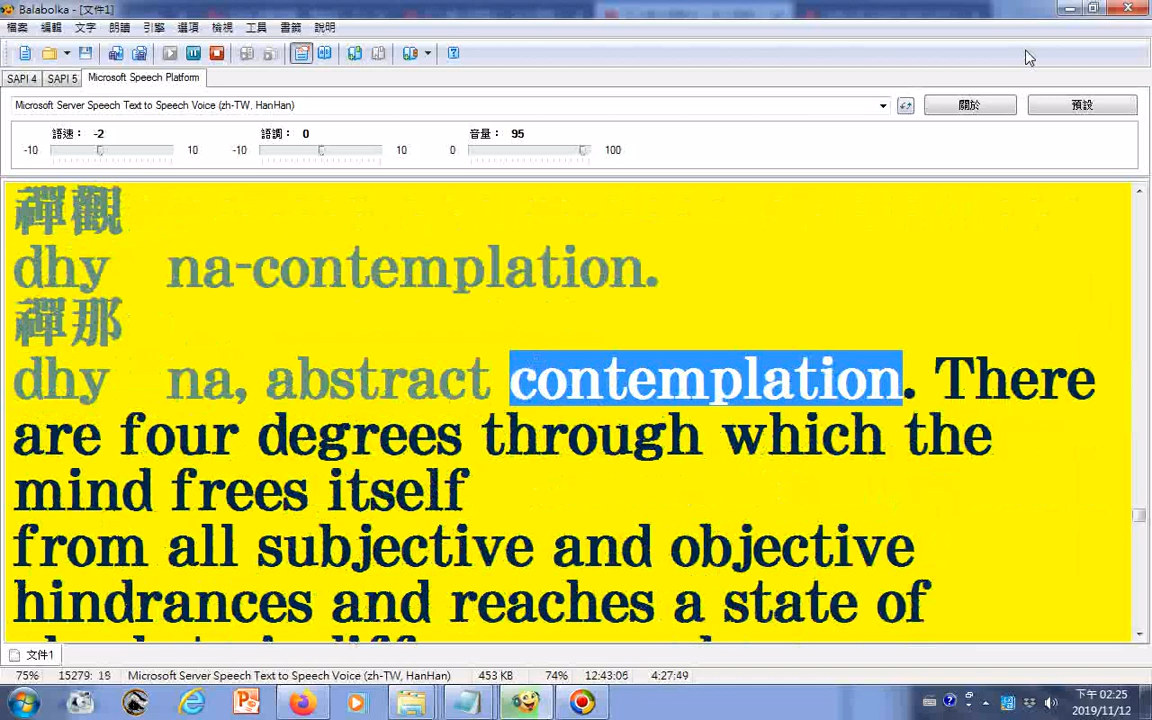 Balabolka - [文件1]
檔案 編輯 文字 朗讀 引擎 選項 檢視 工具 書籤 說明
SAPI 4 SAPI 5 Microsoft Speech Platform
Microsoft Server Speech Text to Speech Voice (zh-TW, HanHan) 關於 預設
語速： -2 語調： 0 音量： 95
-10 10 -10 10 0 100
禪觀
dhy na-contemplation.
禪那
dhy na, abstract contemplation. There
are four degrees through which the
mind frees itself
from all subjective and objective
hindrances and reaches a state of
文件1
75% 15279: 18 Microsoft Server Speech Text to Speech Voice (zh-TW, HanHan) 453 KB 74% 12:43:06 4:27:49
下午 02:25
2019/11/12